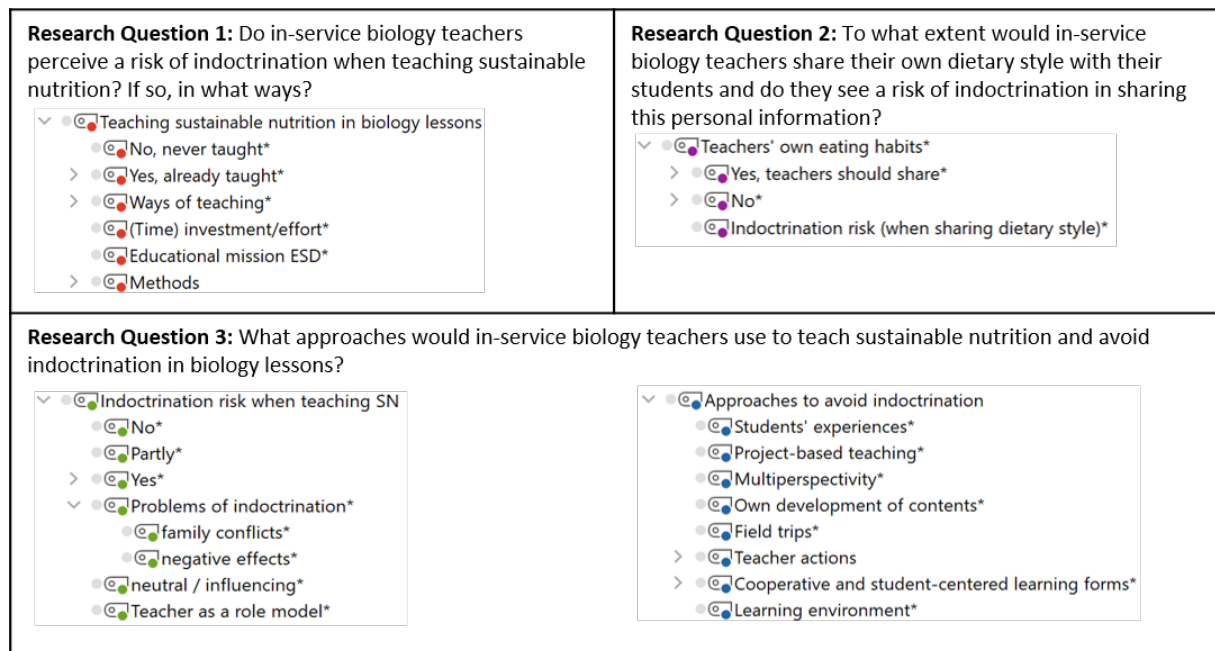 Research Question 1: Do in-service biology teachers
perceive a risk of indoctrination when teaching sustainable
nutrition? If so, in what ways?
Teaching sustainable nutrition in biology lessons
No, never taught*
Yes, already taught*
Ways of teaching*
(Time) investment/effort*
Educational mission ESD*
Methods
Research Question 2: To what extent would in-service
biology teachers share their own dietary style with their
students and do they see a risk of indoctrination in sharing
this personal information?
Teachers' own eating habits*
Yes, teachers should share*
No*
Indoctrination risk (when sharing dietary style)*
Research Question 3: What approaches would in-service biology teachers use to teach sustainable nutrition and avoid
indoctrination in biology lessons?
Indoctrination risk when teaching SN
No*
Partly*
Yes*
Problems of indoctrination*
family conflicts*
negative effects*
neutral / influencing*
Teacher as a role model*
Approaches to avoid indoctrination
Students' experiences*
Project-based teaching*
Multiperspectivity*
Own development of contents*
Field trips*
Teacher actions
Cooperative and student-centered learning forms*
Learning environment*